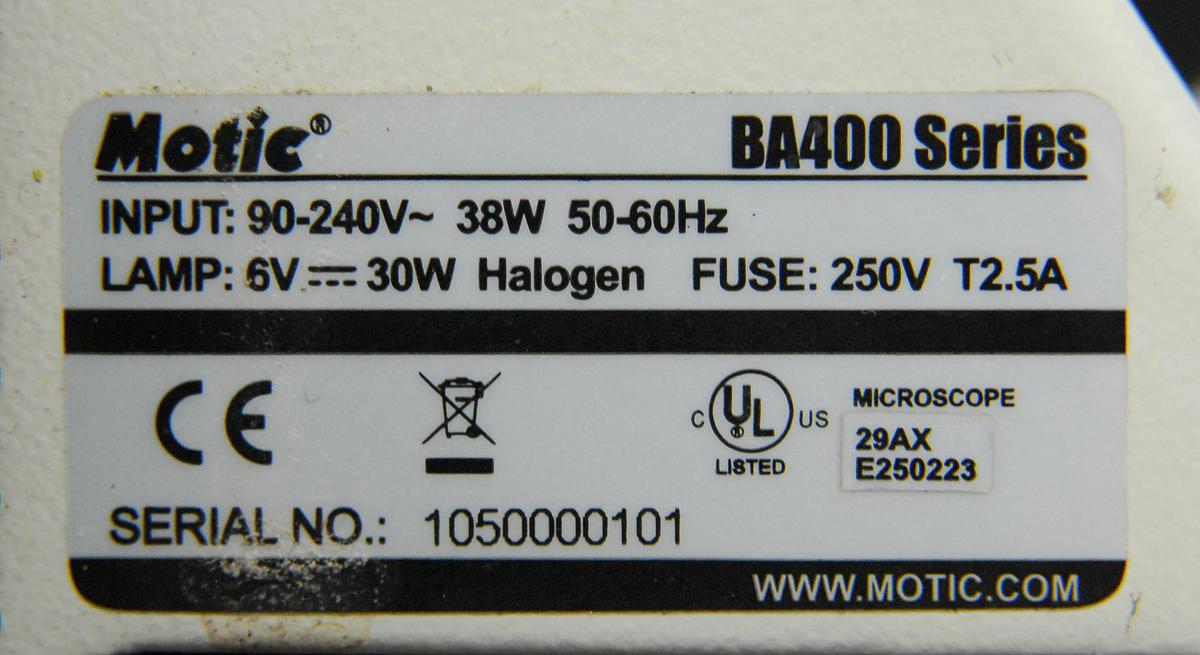 Motic® BA400 Series
INPUT: 90-240V~ 38W 50-60Hz
LAMP: 6V⎓30W Halogen FUSE: 250V T2.5A
CE
C UL® US
LISTED
MICROSCOPE
29AX
E250223
SERIAL NO.: 1050000101
WWW.MOTIC.COM